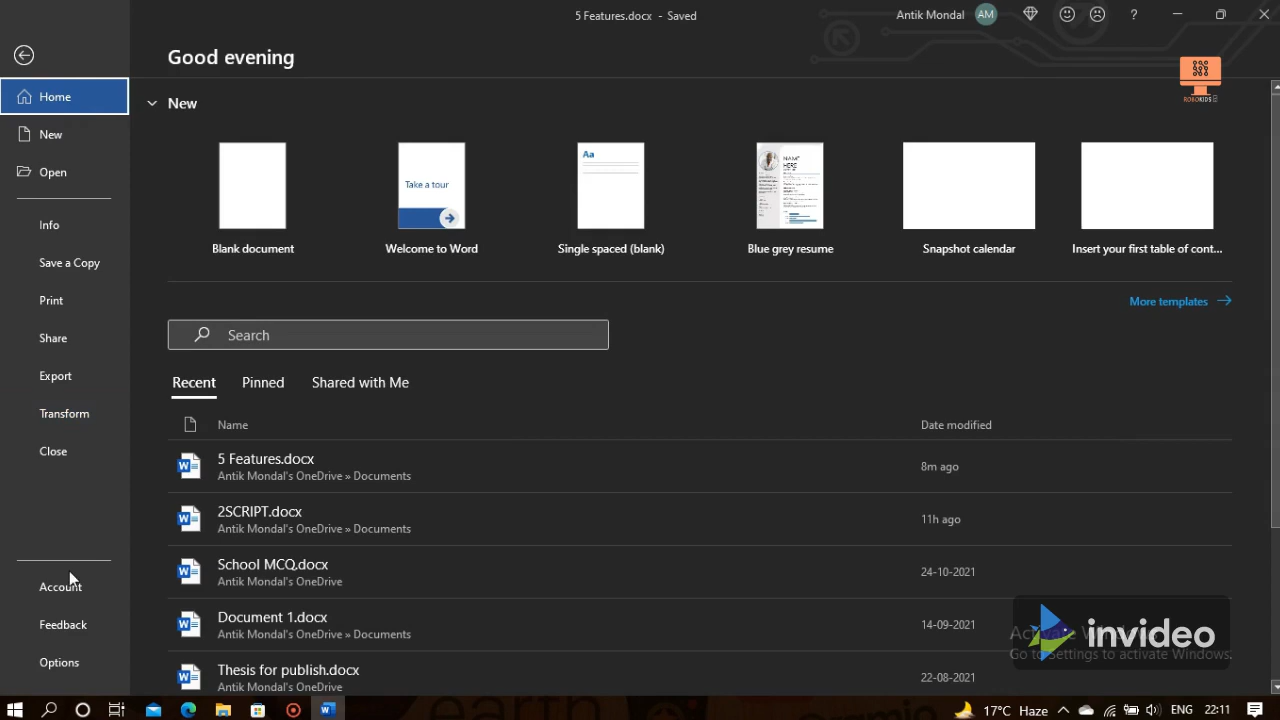 5 Features.docx - Saved
Antik Mondal AM
?
Good evening
ROBOKIDS
Home
New
Open
Info
Save a Copy
Print
Share
Export
Transform
Close
Account
Feedback
Options
New
Aa
Take a tour
NAME
HERE
Blank document
Welcome to Word
Single spaced (blank)
Blue grey resume
Snapshot calendar
Insert your first table of cont...
More templates
Search
Recent Pinned Shared with Me
Name Date modified
5 Features.docx
Antik Mondal's OneDrive » Documents
8m ago
2SCRIPT.docx
Antik Mondal's OneDrive » Documents
11h ago
School MCQ.docx
Antik Mondal's OneDrive
24-10-2021
Document 1.docx
Antik Mondal's OneDrive » Documents
14-09-2021
Thesis for publish.docx
Antik Mondal's OneDrive » Documents
22-08-2021
invideo
Activate Windows
Go to Settings to activate Windows.
17°C Haze ENG 22:11